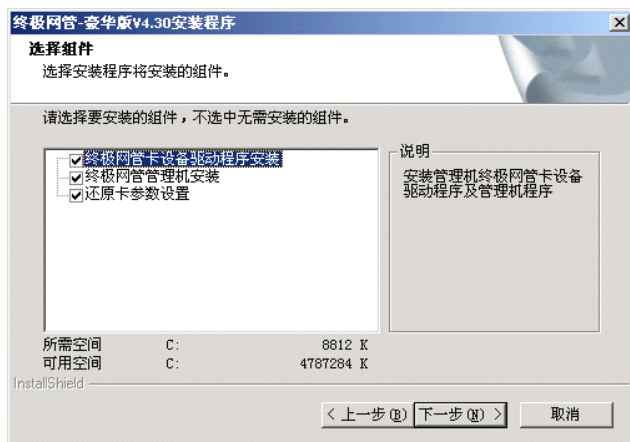 终极网管-豪华版V4.30安装程序
选择组件
选择安装程序将安装的组件。
请选择要安装的组件，不选中无需安装的组件。
终极网管卡设备驱动程序安装
终极网管管理机安装
还原卡参数设置
说明
安装管理机终极网管卡设备
驱动程序及管理机程序
所需空间 C: 8812 K
可用空间 C: 4787284 K
InstallShield
< 上一步(B) 下一步(N) > 取消